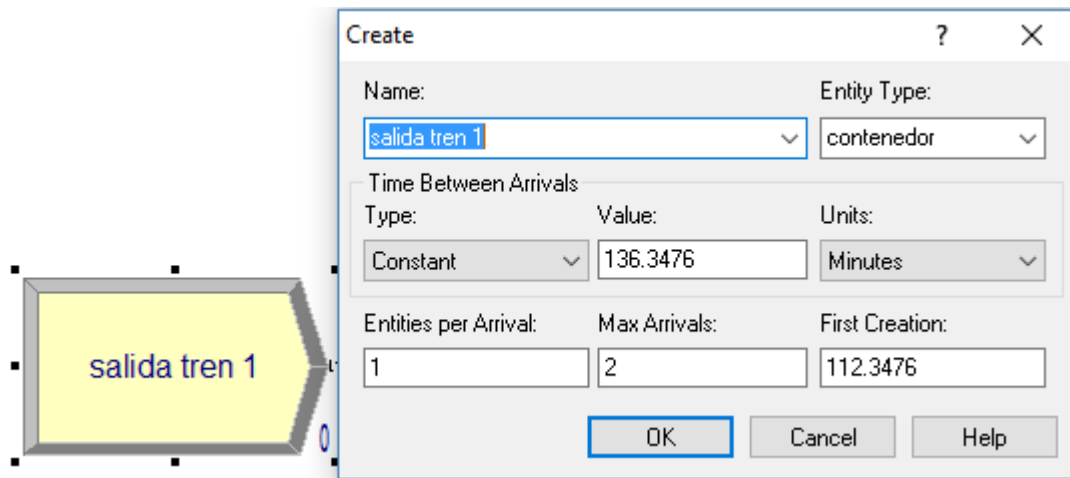 Create
Name:
Entity Type:
salida tren 1
contenedor
Time Between Arrivals
Type:
Value:
Units:
Constant
136.3476
Minutes
Entities per Arrival:
Max Arrivals:
First Creation:
1
2
112.3476
OK
Cancel
Help
salida tren 1
0